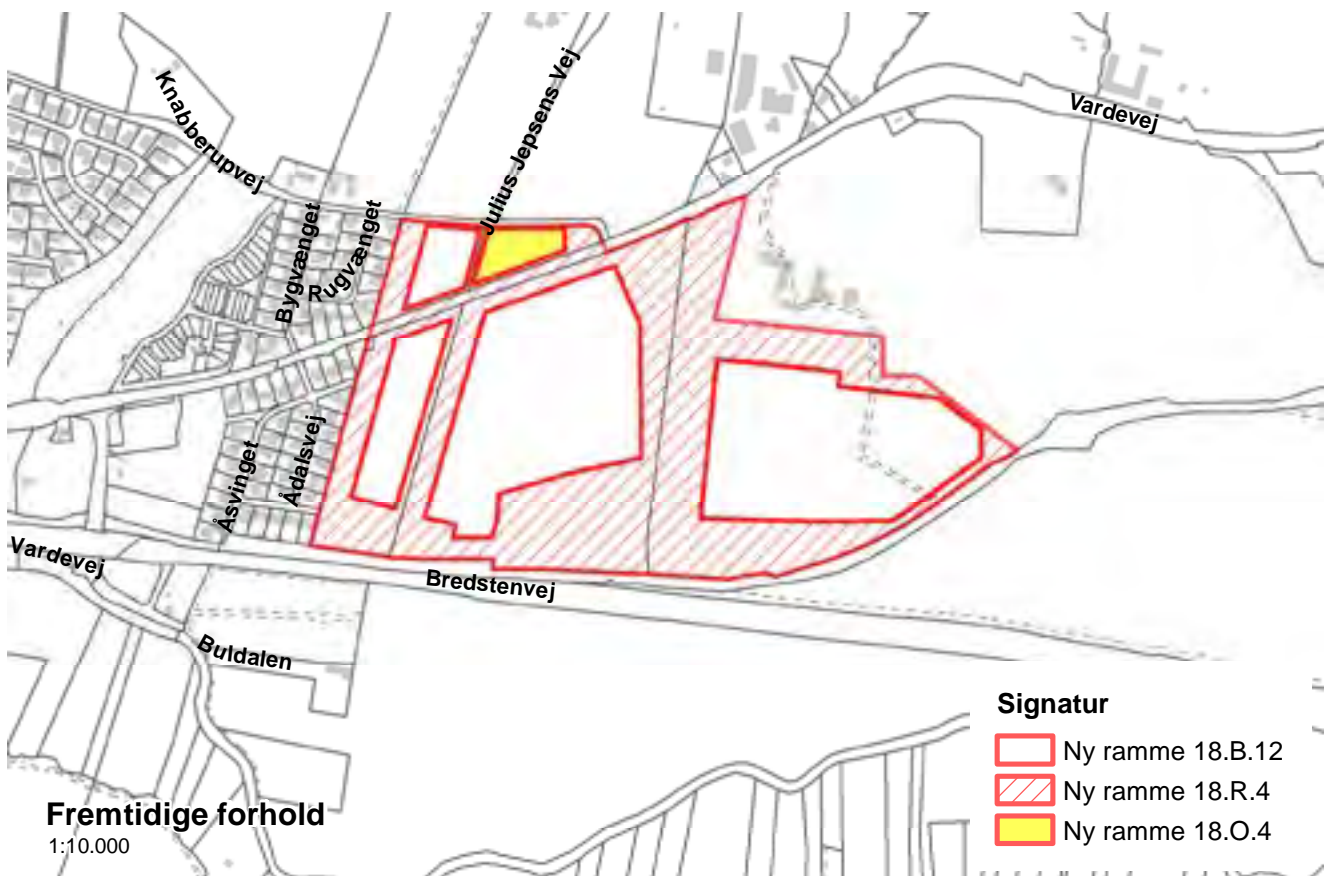 Knabberupvej
Julius Jepsens Vej
Vardevej
Bygvænget
Rugvænget
Åsvinget
Ådalsvej
Vardevej
Bredstenvej
Buldalen
Signatur
Ny ramme 18.B.12
Ny ramme 18.R.4
Ny ramme 18.O.4
Fremtidige forhold
1:10.000